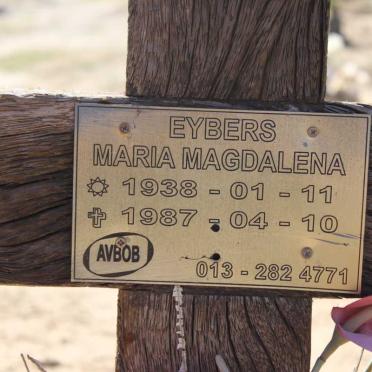 EYBERS
MARIA MAGDALENA
1938 - 01 - 11
1987 - 04 - 10
AVBOB
013 - 282 4771